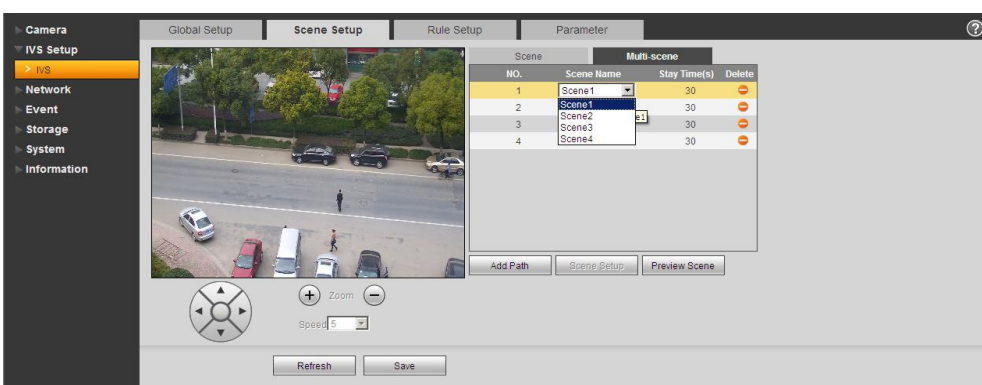 Camera
IVS Setup
> IVS
Network
Event
Storage
System
Information
Global Setup
Scene Setup
Rule Setup
Parameter
?
Scene
Multi-scene
NO. Scene Name Stay Time(s) Delete
1 Scene1 30
2 30
3 30
4 30
Scene1
Scene2
e1
Scene3
Scene4
Add Path
Scene Setup
Preview Scene
+ Zoom −
Speed 5
Refresh
Save